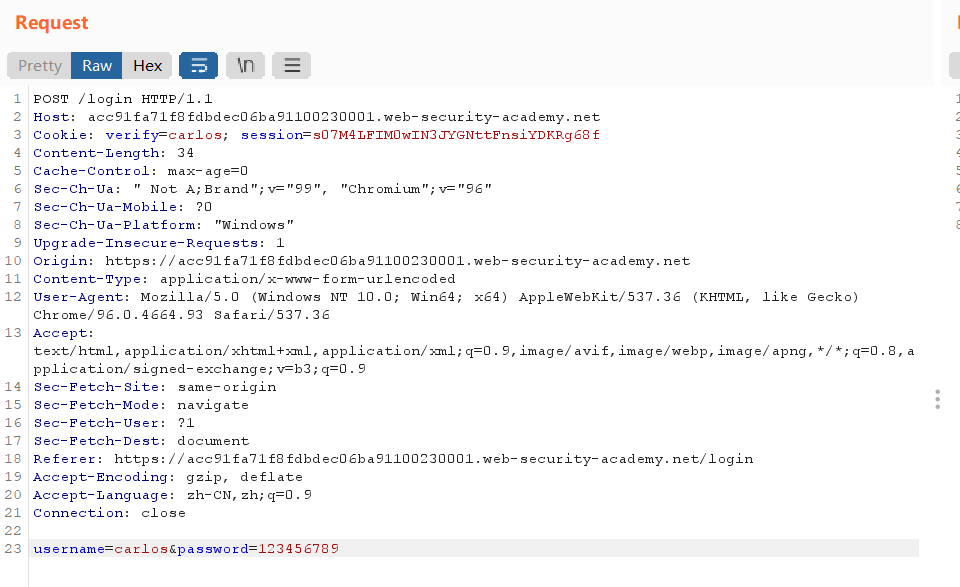 Request
Pretty Raw Hex \n
1 POST /login HTTP/1.1
2 Host: acc91fa71f8fdbdec06ba91100230001.web-security-academy.net
3 Cookie: verify=carlos; session=s07M4LFIM0wIN3JYGNttFnsiYDKRg68f
4 Content-Length: 34
5 Cache-Control: max-age=0
6 Sec-Ch-Ua: " Not A;Brand";v="99", "Chromium";v="96"
7 Sec-Ch-Ua-Mobile: ?0
8 Sec-Ch-Ua-Platform: "Windows"
9 Upgrade-Insecure-Requests: 1
10 Origin: https://acc91fa71f8fdbdec06ba91100230001.web-security-academy.net
11 Content-Type: application/x-www-form-urlencoded
12 User-Agent: Mozilla/5.0 (Windows NT 10.0; Win64; x64) AppleWebKit/537.36 (KHTML, like Gecko)
Chrome/96.0.4664.93 Safari/537.36
13 Accept:
text/html,application/xhtml+xml,application/xml;q=0.9,image/avif,image/webp,image/apng,*/*;q=0.8,a
pplication/signed-exchange;v=b3;q=0.9
14 Sec-Fetch-Site: same-origin
15 Sec-Fetch-Mode: navigate
16 Sec-Fetch-User: ?1
17 Sec-Fetch-Dest: document
18 Referer: https://acc91fa71f8fdbdec06ba91100230001.web-security-academy.net/login
19 Accept-Encoding: gzip, deflate
20 Accept-Language: zh-CN,zh;q=0.9
21 Connection: close
22
23 username=carlos&password=123456789